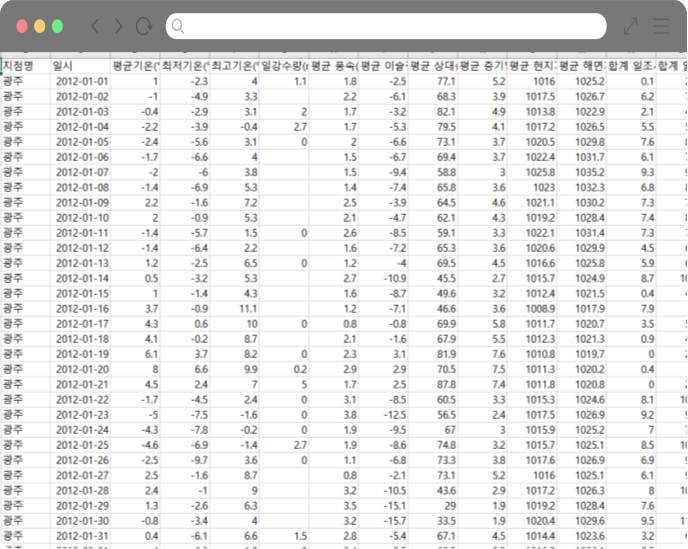 지점명 일시 평균기온(° 최저기온(° 최고기온(° 일강수량(r 평균 풍속( 평균 이슬 평균 상대 평균 증기 평균 현지 평균 해면 합계 일조 합계
광주 2012-01-01 1 -2.3 4 1.1 1.8 -2.5 77.1 5.2 1016 1025.2 0.1
광주 2012-01-02 -1 -4.9 3.3 2.2 -6.1 68.3 3.9 1017.5 1026.7 6.2
광주 2012-01-03 -0.4 -2.9 3.1 2 1.7 -3.2 82.1 4.9 1013.8 1022.9 2.1
광주 2012-01-04 -2.2 -3.9 -0.4 2.7 1.7 -5.3 79.5 4.1 1017.2 1026.5 5.5
광주 2012-01-05 -2.4 -5.6 3.1 0 2 -6.6 73.1 3.7 1020.5 1029.8 7.6
광주 2012-01-06 -1.7 -6.6 4 1.5 -6.7 69.4 3.7 1022.4 1031.7 6.1
광주 2012-01-07 -2 -6 3.8 1.5 -9.4 58.8 3 1025.8 1035.2 9.3
광주 2012-01-08 -1.4 -6.9 5.3 1.4 -7.4 65.8 3.6 1023 1032.3 6.8
광주 2012-01-09 2.2 -1.6 7.2 2.5 -3.9 64.5 4.6 1021.1 1030.2 7.3
광주 2012-01-10 2 -0.9 5.3 2.1 -4.7 62.1 4.3 1019.2 1028.4 7.4
광주 2012-01-11 -1.4 -5.7 1.5 0 2.6 -8.5 59.1 3.3 1022.1 1031.4 7.3
광주 2012-01-12 -1.4 -6.4 2.2 1.6 -7.2 65.3 3.6 1020.6 1029.9 4.5
광주 2012-01-13 1.2 -2.5 6.5 0 1.2 -4 69.5 4.5 1016.6 1025.8 5.9
광주 2012-01-14 0.5 -3.2 5.3 2.7 -10.9 45.5 2.7 1015.7 1024.9 8.7
광주 2012-01-15 1 -1.4 4.3 1.6 -8.7 49.6 3.2 1012.4 1021.5 0.4
광주 2012-01-16 3.7 -0.9 11.1 1.2 -7.1 46.6 3.6 1008.9 1017.9 7.9
광주 2012-01-17 4.3 0.6 10 0 0.8 -0.8 69.9 5.8 1011.7 1020.7 3.5
광주 2012-01-18 4.1 -0.2 8.7 2.1 -1.6 67.9 5.5 1012.3 1021.3 0.9
광주 2012-01-19 6.1 3.7 8.2 0 2.3 3.1 81.9 7.6 1010.8 1019.7 0
광주 2012-01-20 8 6.6 9.9 0.2 2.9 2.9 70.5 7.5 1011.3 1020.2 0.4
광주 2012-01-21 4.5 2.4 7 5 1.7 2.5 87.8 7.4 1011.8 1020.8 0
광주 2012-01-22 -1.7 -4.5 2.4 0 3.1 -8.5 60.5 3.3 1015.3 1024.6 8.1
광주 2012-01-23 -5 -7.5 -1.6 0 3.8 -12.5 56.5 2.4 1017.5 1026.9 9.2
광주 2012-01-24 -4.3 -7.8 -0.2 0 1.9 -9.5 67 3 1015.9 1025.2 7
광주 2012-01-25 -4.6 -6.9 -1.4 2.7 1.9 -8.6 74.8 3.2 1015.7 1025.1 8.5
광주 2012-01-26 -2.5 -9.7 3.6 0 1.1 -6.8 73.3 3.8 1017.6 1026.9 6.9
광주 2012-01-27 2.5 -1.6 8.7 0.8 -2.1 73.1 5.2 1016 1025.1 6.1
광주 2012-01-28 2.4 -1 9 3.2 -10.5 43.6 2.9 1017.2 1026.3 8
광주 2012-01-29 1.3 -2.6 6.3 3.5 -15.1 29 1.9 1019.2 1028.4 7.6
광주 2012-01-30 -0.8 -3.4 4 3.2 -15.7 33.5 1.9 1020.4 1029.6 9.5
광주 2012-01-31 0.4 -6.1 6.6 1.5 2.8 -5.4 67.1 4.5 1014.4 1023.6 3.2